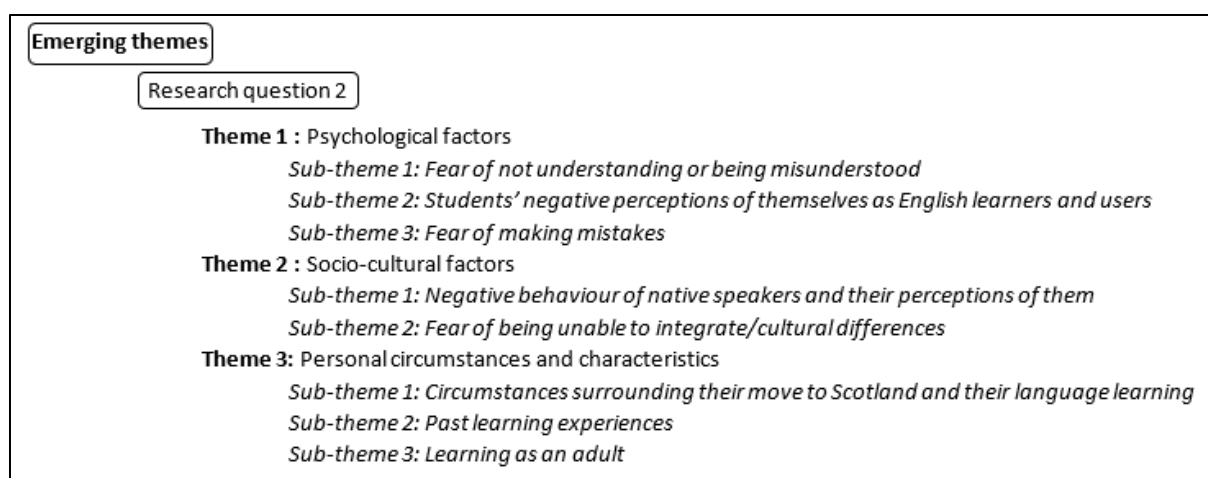 Emerging themes
Research question 2
Theme 1 : Psychological factors
Sub-theme 1: Fear of not understanding or being misunderstood
Sub-theme 2: Students’ negative perceptions of themselves as English learners and users
Sub-theme 3: Fear of making mistakes
Theme 2 : Socio-cultural factors
Sub-theme 1: Negative behaviour of native speakers and their perceptions of them
Sub-theme 2: Fear of being unable to integrate/cultural differences
Theme 3: Personal circumstances and characteristics
Sub-theme 1: Circumstances surrounding their move to Scotland and their language learning
Sub-theme 2: Past learning experiences
Sub-theme 3: Learning as an adult